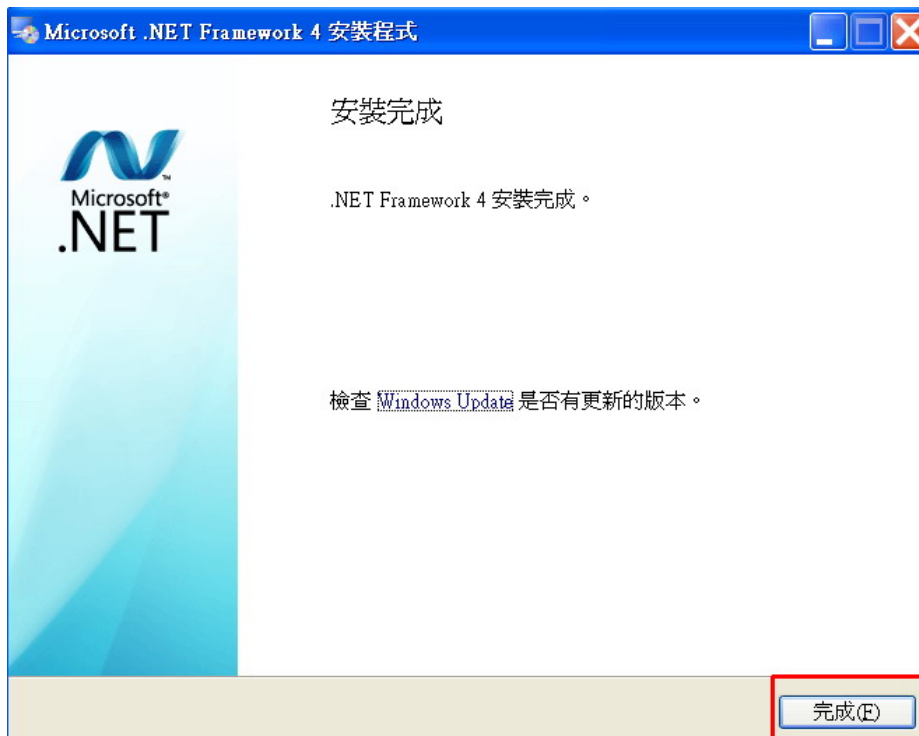 Microsoft .NET Framework 4 安裝程式
安裝完成
Microsoft®
.NET
.NET Framework 4 安裝完成。
檢查 Windows Update 是否有更新的版本。
完成(F)